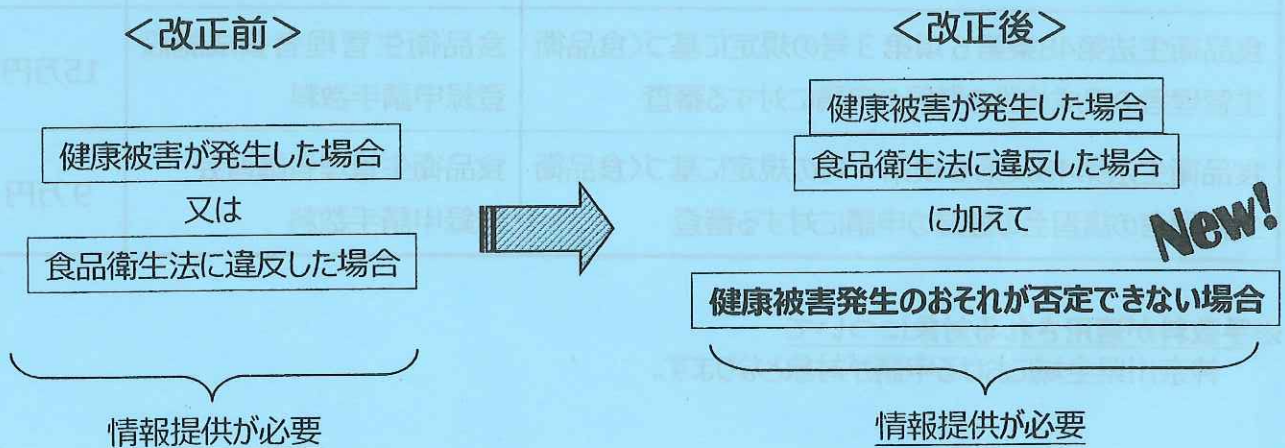 <改正前>
健康被害が発生した場合
又は
食品衛生法に違反した場合
情報提供が必要
<改正後>
健康被害が発生した場合
食品衛生法に違反した場合
に加えて
New!
健康被害発生のおそれが否定できない場合
情報提供が必要